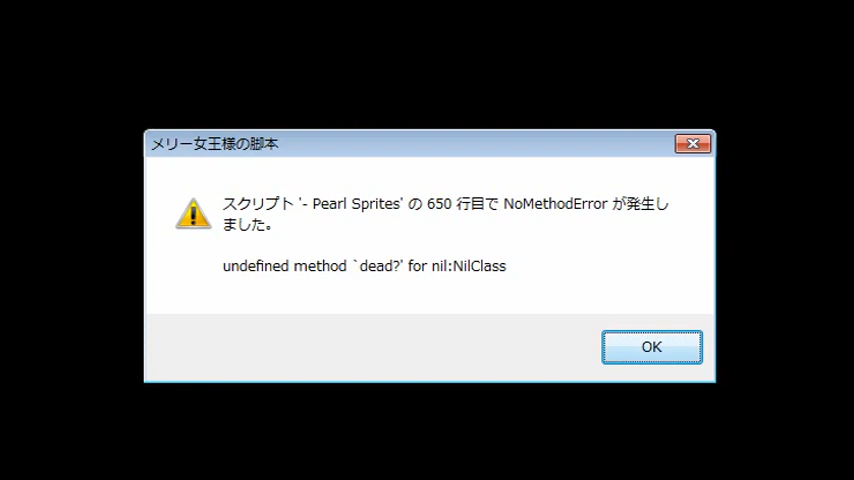 メリー女王様の脚本
スクリプト '- Pearl Sprites' の 650 行目で NoMethodError が発生し
ました。
undefined method `dead?' for nil:NilClass
OK